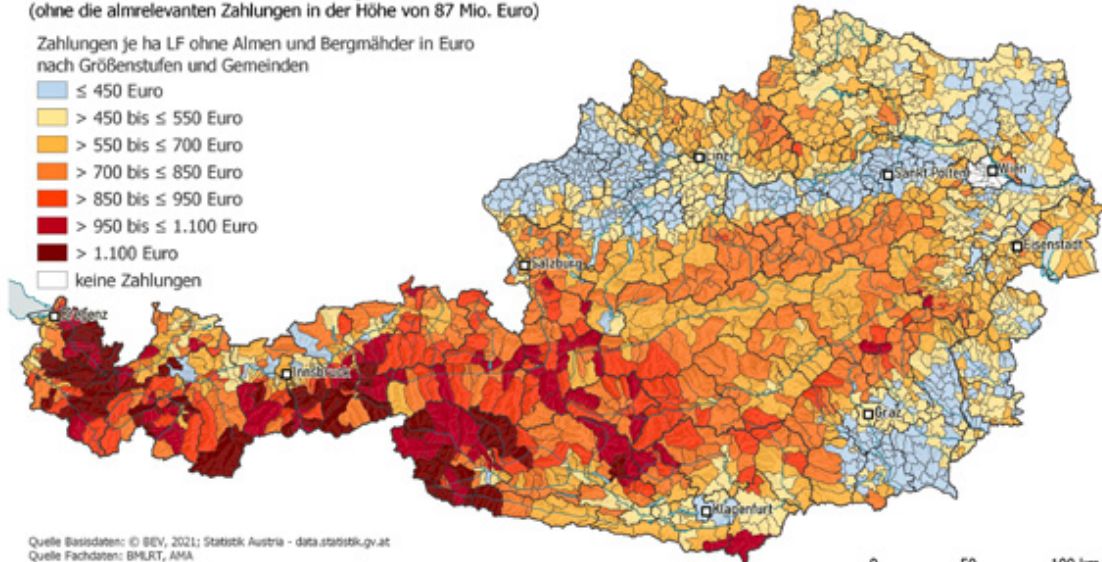 (ohne die almrelevanten Zahlungen in der Höhe von 87 Mio. Euro)
Zahlungen je ha LF ohne Almen und Bergmähder in Euro
nach Größenstufen und Gemeinden
≤ 450 Euro
> 450 bis ≤ 550 Euro
> 550 bis ≤ 700 Euro
> 700 bis ≤ 850 Euro
> 850 bis ≤ 950 Euro
> 950 bis ≤ 1.100 Euro
> 1.100 Euro
keine Zahlungen
Linz
Sankt Pölten
Wien
Eisenstadt
Salzburg
Bregenz
Innsbruck
Graz
Klagenfurt
Quelle Basisdaten: © BEV, 2021; Statistik Austria - data.statistik.gv.at
Quelle Fachdaten: BMLRT, AMA
0 50 100 km